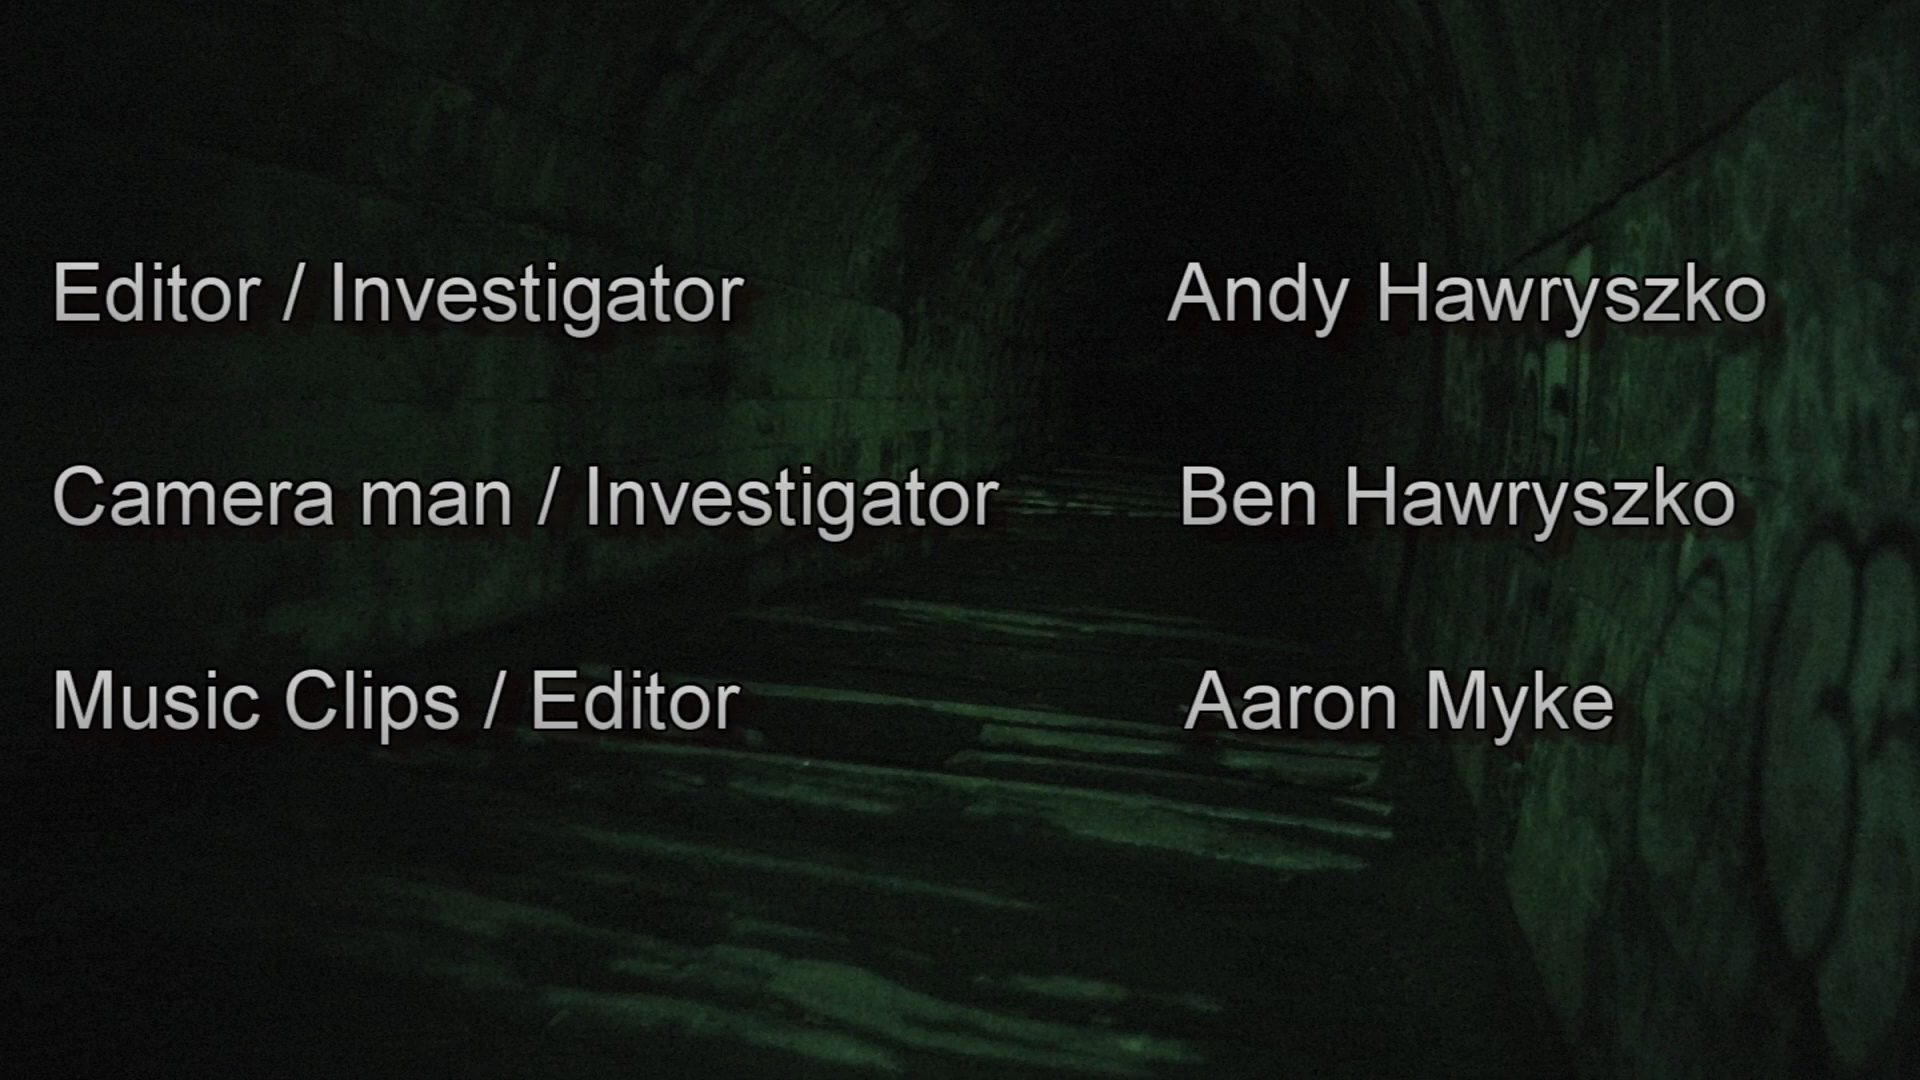 Editor / Investigator Andy Hawryszko
Camera man / Investigator Ben Hawryszko
Music Clips / Editor Aaron Myke